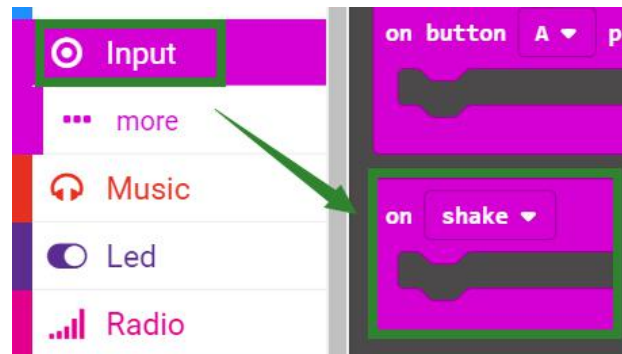 Input
more
Music
Led
Radio
on button A p
on shake